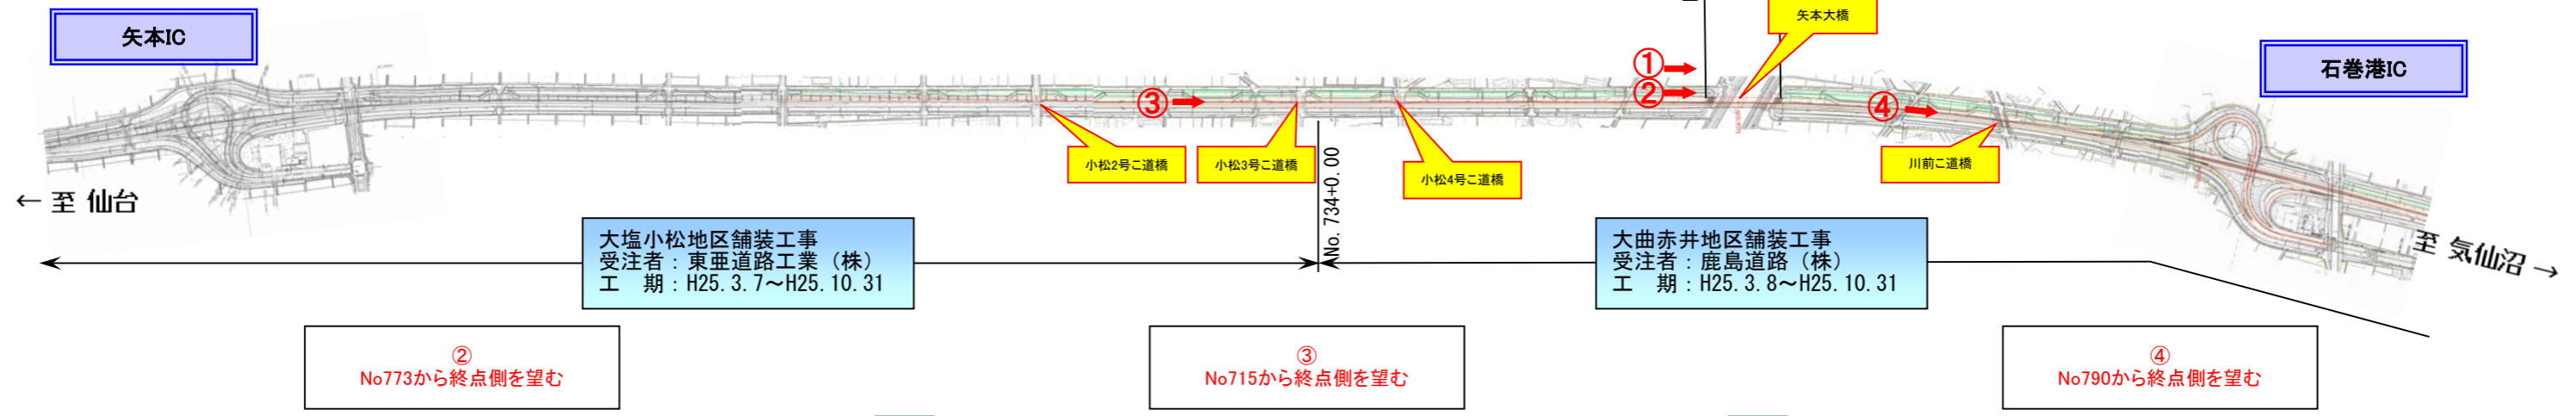 矢本IC
矢本大橋
石巻港IC
①
②
③
④
小松2号こ道橋
小松3号こ道橋
小松4号こ道橋
川前こ道橋
No. 734+0. 00
← 至 仙台
至 気仙沼 →
大塩小松地区舗装工事
受注者：東亜道路工業（株）
工　期：H25. 3. 7～H25. 10. 31
大曲赤井地区舗装工事
受注者：鹿島道路（株）
工　期：H25. 3. 8～H25. 10. 31
②
No773から終点側を望む
③
No715から終点側を望む
④
No790から終点側を望む